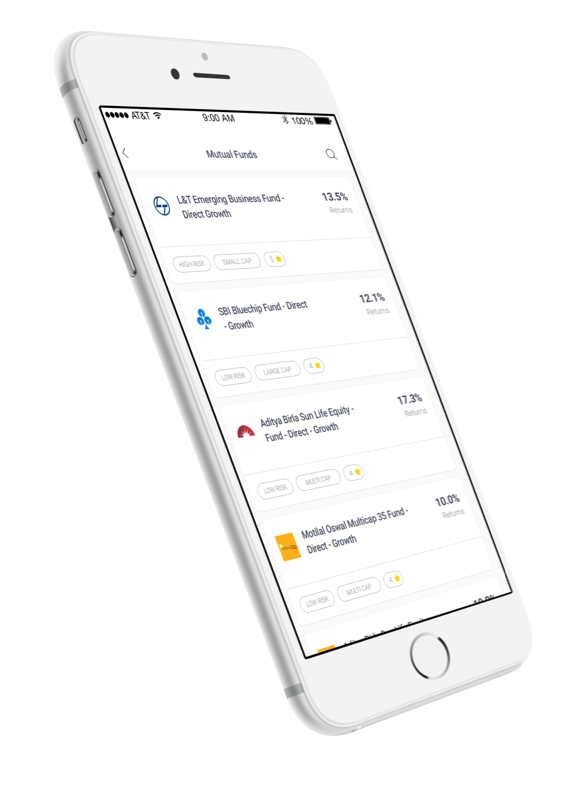 AT&T 9:00 AM 100%
Mutual Funds
L&T Emerging Business Fund - 13.5%
Direct Growth Returns
HIGH RISK SMALL CAP 5
SBI Bluechip Fund - Direct 12.1%
- Growth Returns
LOW RISK LARGE CAP 4
Aditya Birla Sun Life Equity - 17.3%
Fund - Direct - Growth Returns
LOW RISK MULTI CAP 4
Motilal Oswal Multicap 35 Fund - 10.0%
Direct - Growth Returns
LOW RISK MULTI CAP 4